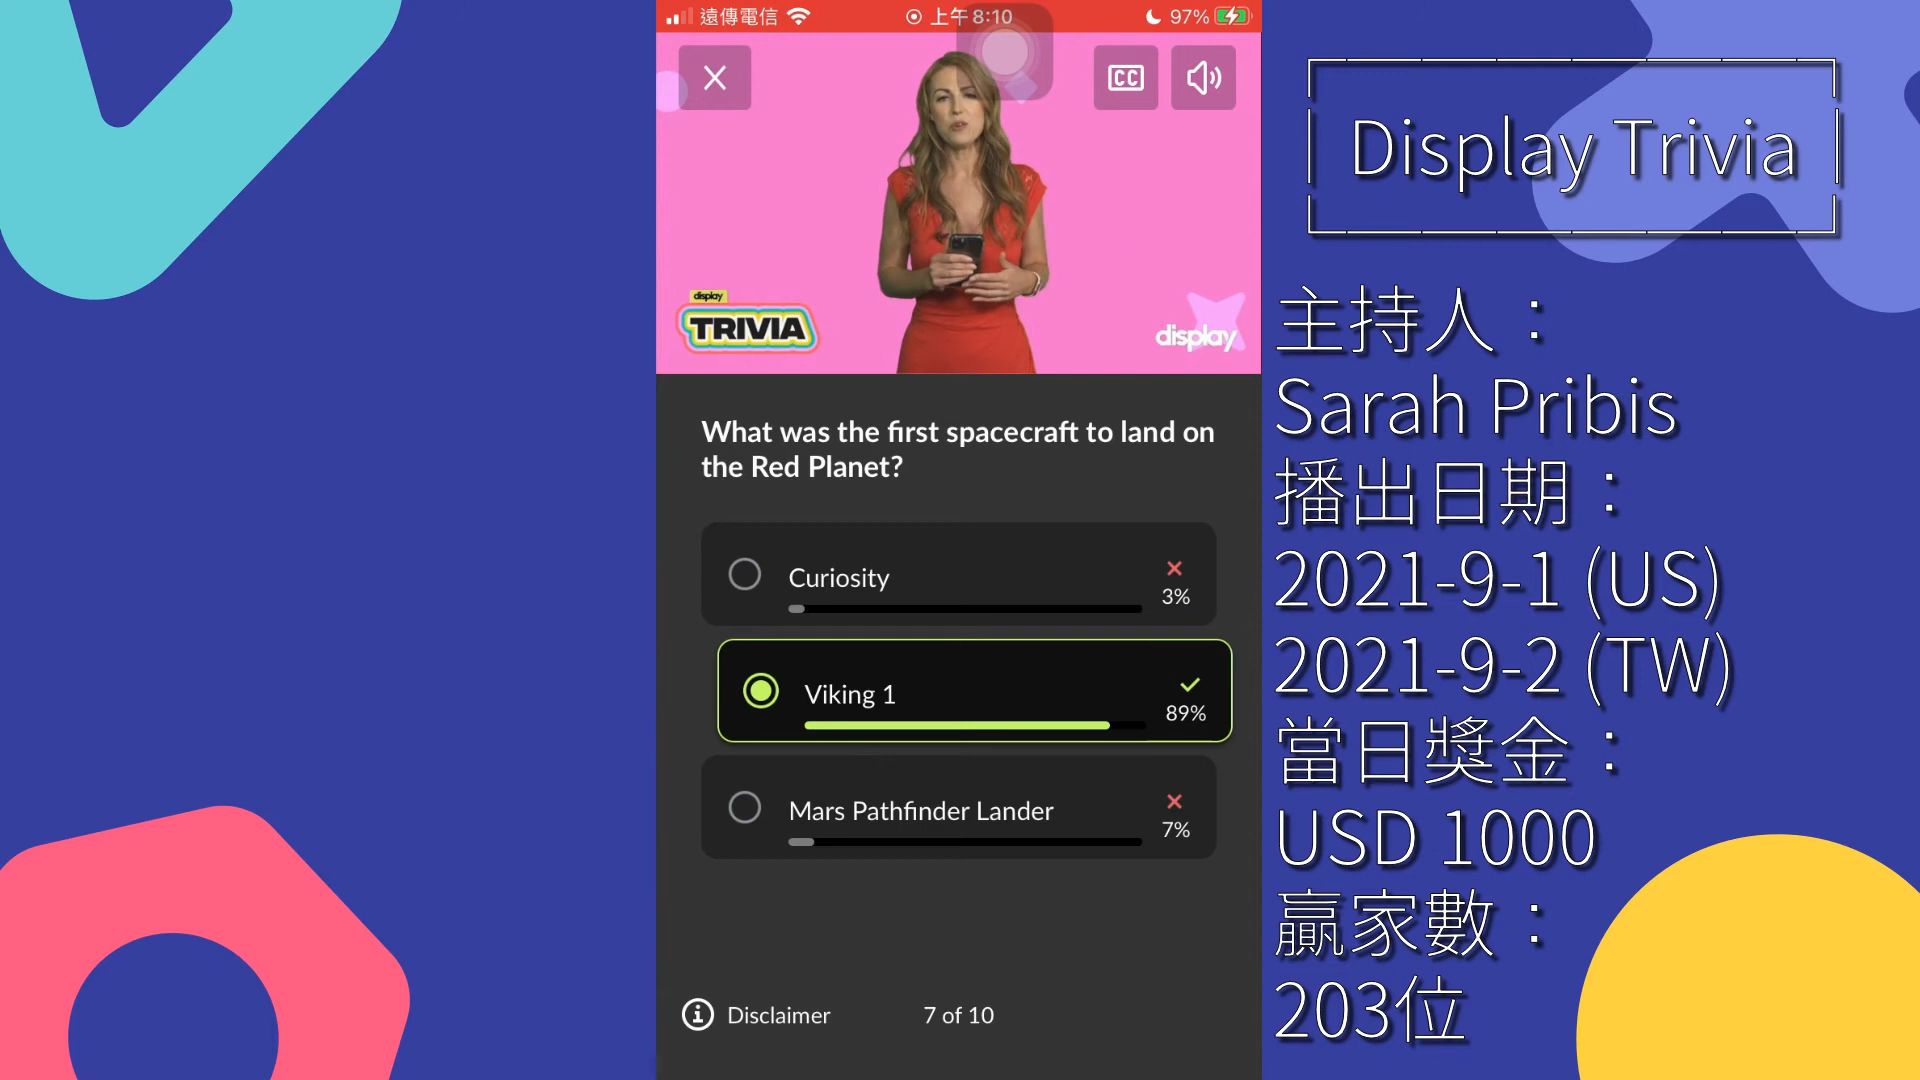 遠傳電信
上午8:10
97%
CC
display
TRIVIA
display
What was the first spacecraft to land on
the Red Planet?
Curiosity
3%
Viking 1
89%
Mars Pathfinder Lander
7%
Disclaimer
7 of 10
Display Trivia
主持人：
Sarah Pribis
播出日期：
2021-9-1 (US)
2021-9-2 (TW)
當日獎金：
USD 1000
贏家數：
203位